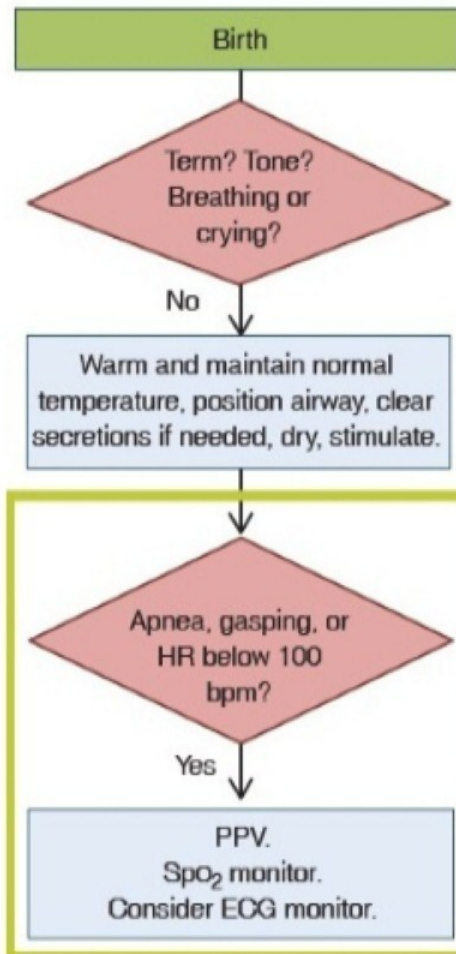 Birth
Term? Tone?
Breathing or
crying?
No
Warm and maintain normal
temperature, position airway, clear
secretions if needed, dry, stimulate.
Apnea, gasping, or
HR below 100
bpm?
Yes
PPV.
SpO₂ monitor.
Consider ECG monitor.